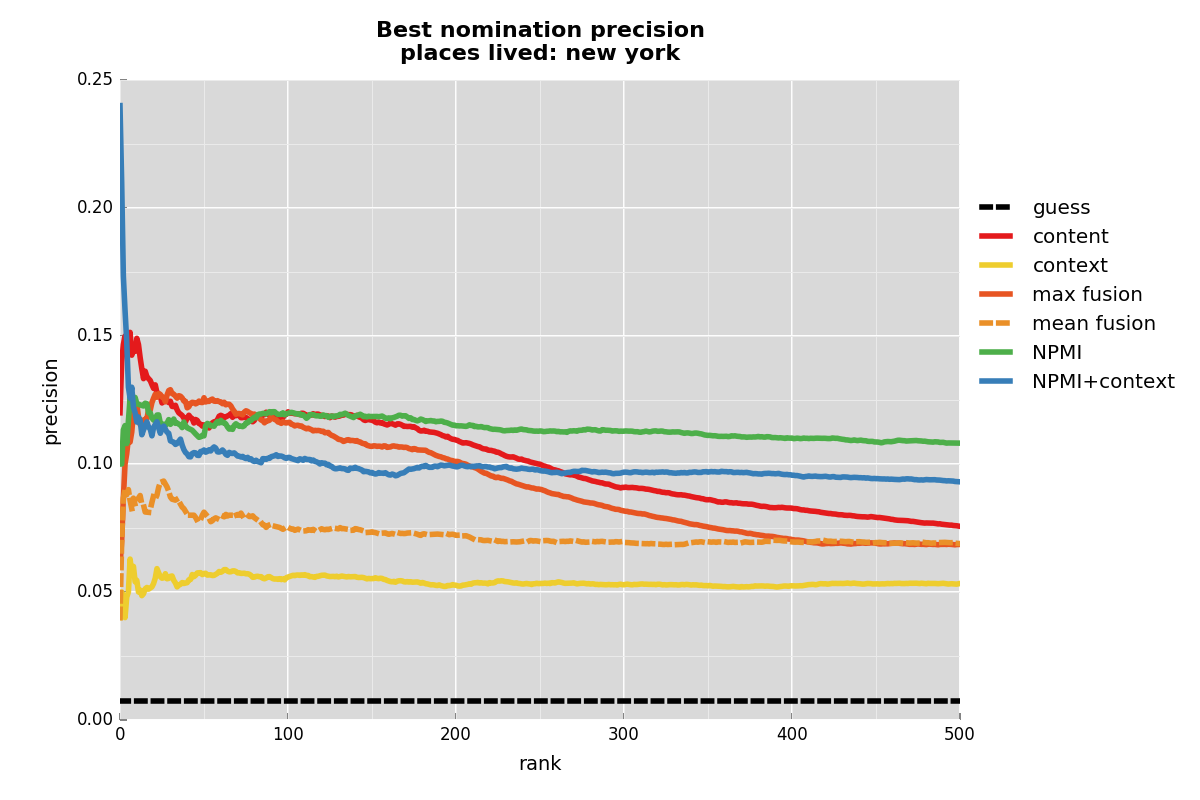 Best nomination precision
places lived: new york
precision
0.25
0.20
0.15
0.10
0.05
0.00
0
100
200
300
400
500
rank
guess
content
context
max fusion
mean fusion
NPMI
NPMI+context